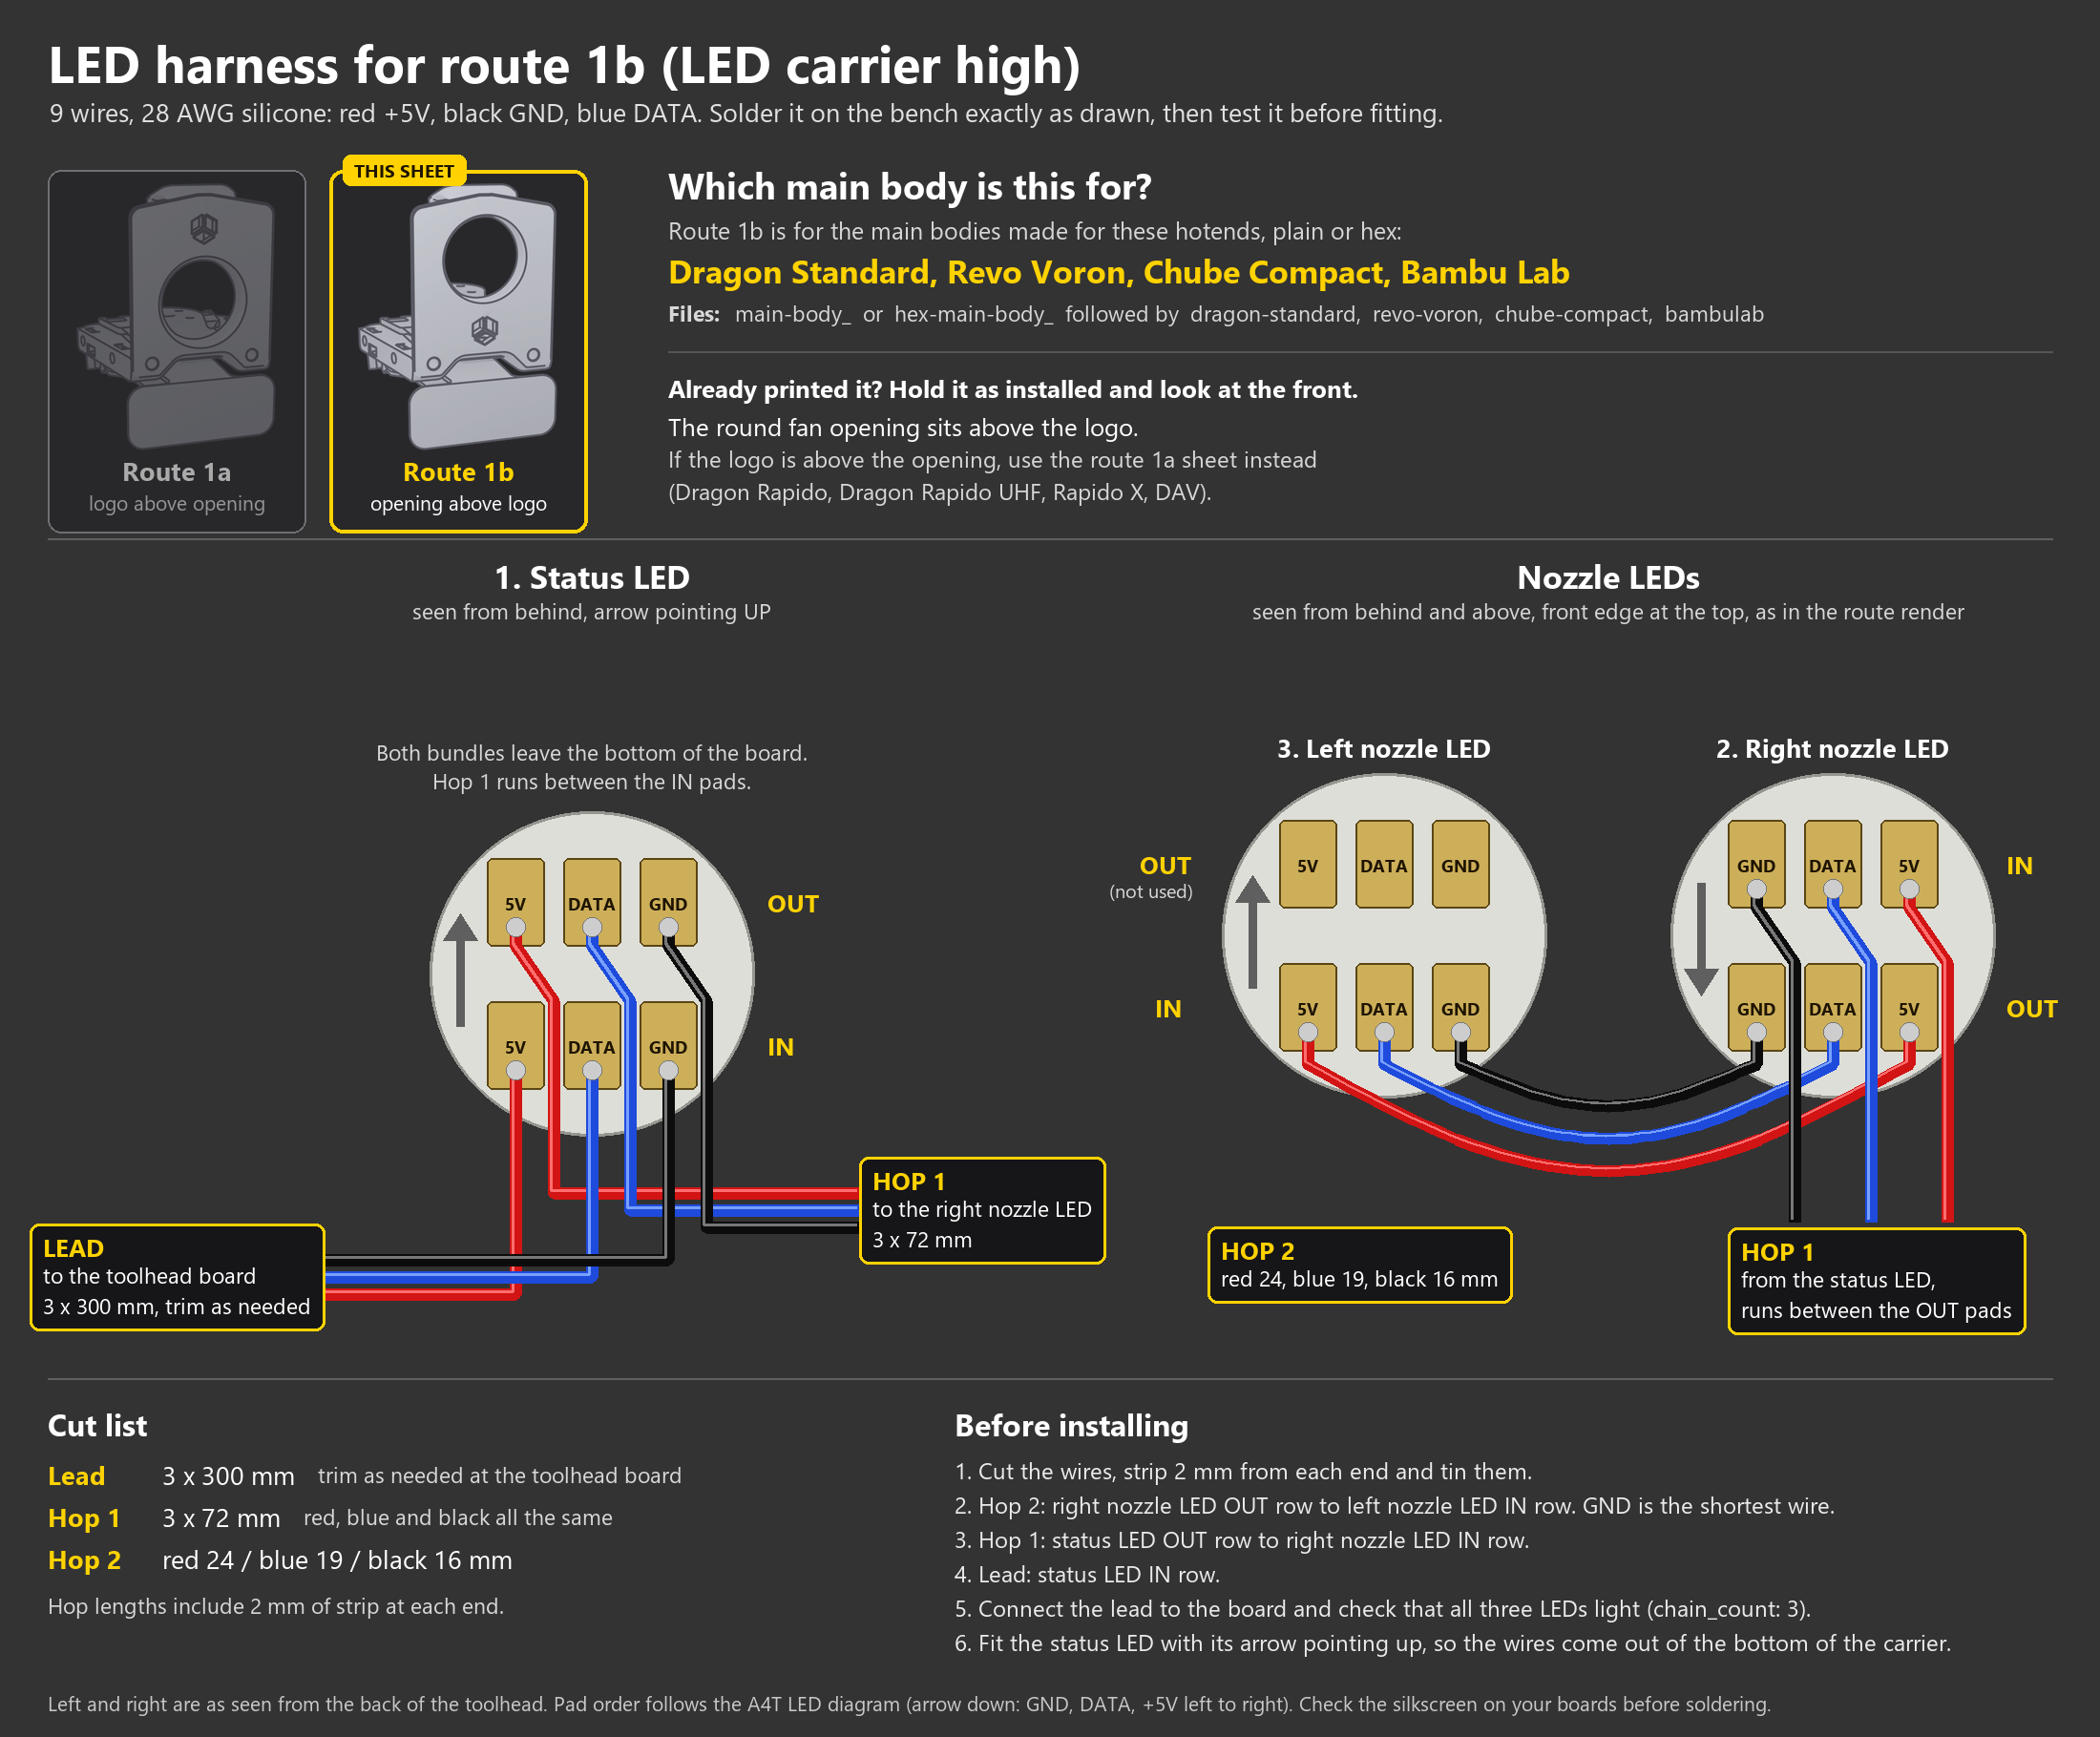 LED harness for route 1b (LED carrier high)
9 wires, 28 AWG silicone: red +5V, black GND, blue DATA. Solder it on the bench exactly as drawn, then test it before fitting.
THIS SHEET
Route 1a
logo above opening
Route 1b
opening above logo
Which main body is this for?
Route 1b is for the main bodies made for these hotends, plain or hex:
Dragon Standard, Revo Voron, Chube Compact, Bambu Lab
Files: main-body_ or hex-main-body_ followed by dragon-standard, revo-voron, chube-compact, bambulab
Already printed it? Hold it as installed and look at the front.
The round fan opening sits above the logo.
If the logo is above the opening, use the route 1a sheet instead
(Dragon Rapido, Dragon Rapido UHF, Rapido X, DAV).
1. Status LED
seen from behind, arrow pointing UP
Both bundles leave the bottom of the board.
Hop 1 runs between the IN pads.
5V DATA GND OUT
5V DATA GND IN
LEAD
to the toolhead board
3 x 300 mm, trim as needed
HOP 1
to the right nozzle LED
3 x 72 mm
Nozzle LEDs
seen from behind and above, front edge at the top, as in the route render
3. Left nozzle LED
OUT 5V DATA GND
(not used)
IN 5V DATA GND
2. Right nozzle LED
GND DATA 5V IN
GND DATA 5V OUT
HOP 2
red 24, blue 19, black 16 mm
HOP 1
from the status LED,
runs between the OUT pads
Cut list
Lead 3 x 300 mm trim as needed at the toolhead board
Hop 1 3 x 72 mm red, blue and black all the same
Hop 2 red 24 / blue 19 / black 16 mm
Hop lengths include 2 mm of strip at each end.
Before installing
1. Cut the wires, strip 2 mm from each end and tin them.
2. Hop 2: right nozzle LED OUT row to left nozzle LED IN row. GND is the shortest wire.
3. Hop 1: status LED OUT row to right nozzle LED IN row.
4. Lead: status LED IN row.
5. Connect the lead to the board and check that all three LEDs light (chain_count: 3).
6. Fit the status LED with its arrow pointing up, so the wires come out of the bottom of the carrier.
Left and right are as seen from the back of the toolhead. Pad order follows the A4T LED diagram (arrow down: GND, DATA, +5V left to right). Check the silkscreen on your boards before soldering.